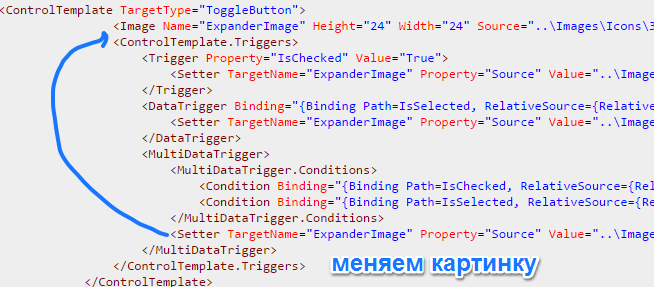 <ControlTemplate TargetType="ToggleButton">
<Image Name="ExpanderImage" Height="24" Width="24" Source="..\Images\Icons\3
<ControlTemplate.Triggers>
<Trigger Property="IsChecked" Value="True">
<Setter TargetName="ExpanderImage" Property="Source" Value="..\Image
</Trigger>
<DataTrigger Binding="{Binding Path=IsSelected, RelativeSource={Relative
<Setter TargetName="ExpanderImage" Property="Source" Value="..\Image
</DataTrigger>
<MultiDataTrigger>
<MultiDataTrigger.Conditions>
<Condition Binding="{Binding Path=IsChecked, RelativeSource={Rel
<Condition Binding="{Binding Path=IsSelected, RelativeSource={Re
</MultiDataTrigger.Conditions>
<Setter TargetName="ExpanderImage" Property="Source" Value="..\Image
</MultiDataTrigger>
</ControlTemplate.Triggers>
меняем картинку
</ControlTemplate>